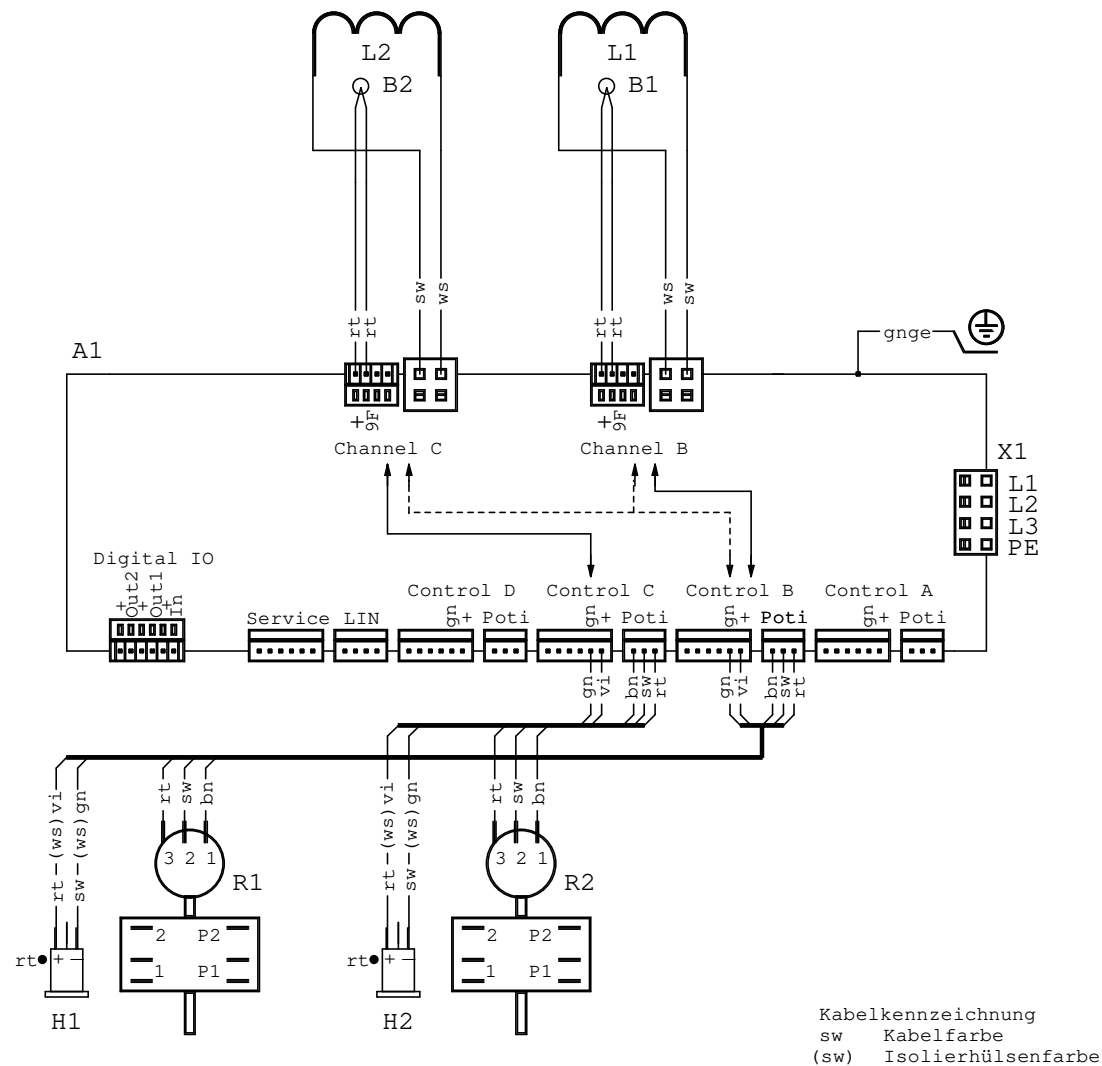 L2
L1
B2
B1
sw
ws
ws
sw
rt
rt
rt
rt
gnge
A1
+
gF
+
gF
Channel C
Channel B
X1
L1
L2
L3
PE
Digital IO
+
Out2
+
Out1
+
In
Control D
Control C
Control B
Control A
Service
LIN
gn
+
Poti
gn
+
Poti
gn
+
Poti
gn
+
Poti
gn
vi
bn
sw
rt
gn
vi
bn
sw
rt
rt
sw
bn
rt
sw
bn
rt-(ws)vi
sw-(ws)gn
rt-(ws)vi
sw-(ws)gn
3 2 1
R1
3 2 1
R2
2 P2
1 P1
2 P2
1 P1
rt
+ −
rt
+ −
H1
H2
Kabelkennzeichnung
sw Kabelfarbe
(sw) Isolierhülsenfarbe